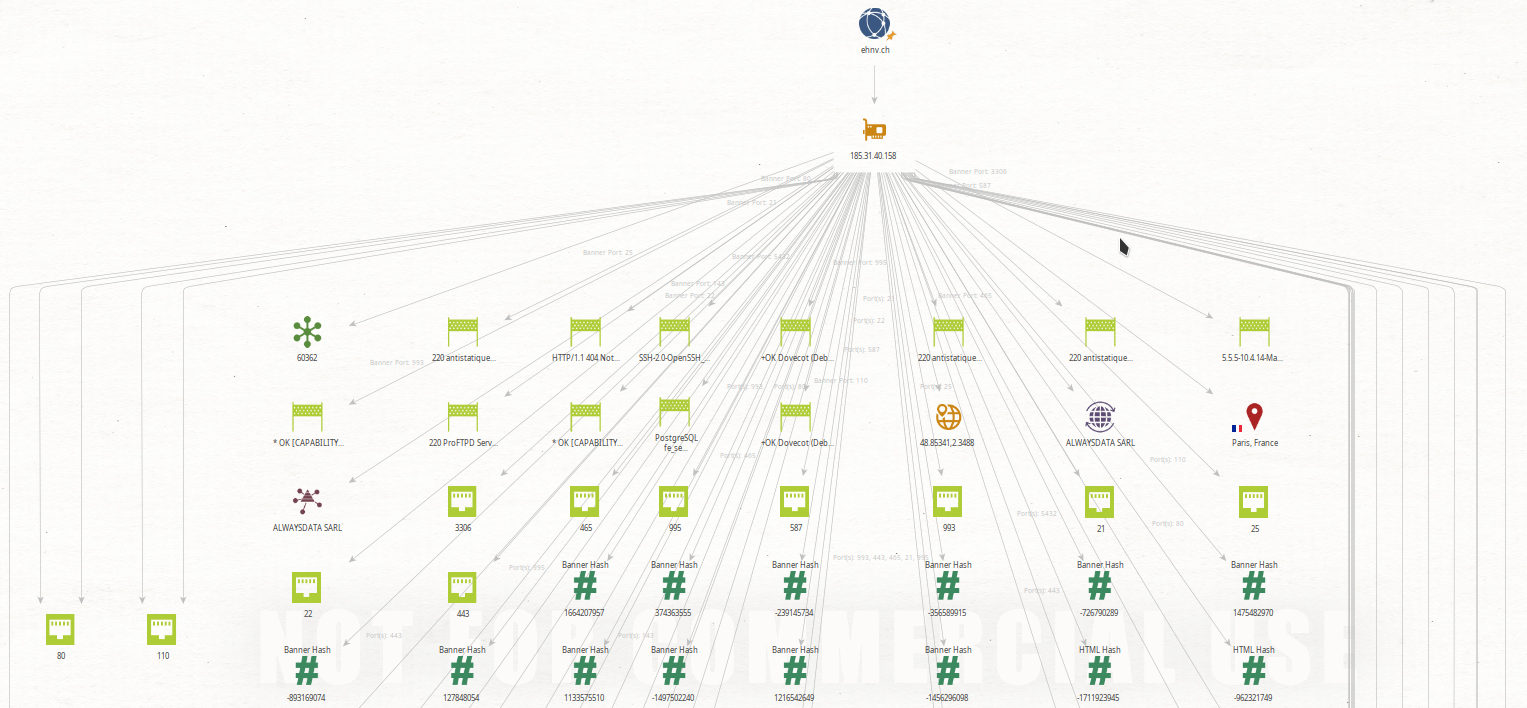 ehnv.ch
185.31.40.158
Banner Port: 3306
Banner Port: 80
Port: 587
Banner Port: 21
Banner Port: 25
Banner Port: 5432
Banner Port: 995
Banner Port: 143
Banner Port: 22
Port(s): 21
Banner Port: 465
Port(s): 22
60362
220 antistatique...
HTTP/1.1 404 Not...
SSH-2.0-OpenSSH_...
+OK Dovecot (Deb...
220 antistatique...
220 antistatique...
5.5.5-10.4.14-Ma...
Port(s): 587
Banner Port: 993
Port(s): 993
Port(s): 80
Banner Port: 110
Port(s): 25
* OK [CAPABILITY...
220 ProFTPD Serv...
* OK [CAPABILITY...
PostgreSQL
fe_se...
+OK Dovecot (Deb...
48.85341,2.3488
ALWAYSDATA SARL
Paris, France
Port(s): 465
Port(s): 110
ALWAYSDATA SARL
3306
465
995
587
993
21
25
Port(s): 5432
Port(s): 80
Port(s): 993, 443, 465, 21, 995
Port(s): 995
Port(s): 443
Banner Hash
Banner Hash
Banner Hash
Banner Hash
Banner Hash
Banner Hash
22
443
1664207957
374363555
-239145734
-356589915
-726790289
1475482970
NOT FOR COMMERCIAL USE
Port(s): 443
Port(s): 143
80
110
Banner Hash
Banner Hash
Banner Hash
Banner Hash
Banner Hash
Banner Hash
HTML Hash
HTML Hash
-893169074
127848054
1133575510
-1497502240
1216542649
-1456296098
-1711923945
-962321749